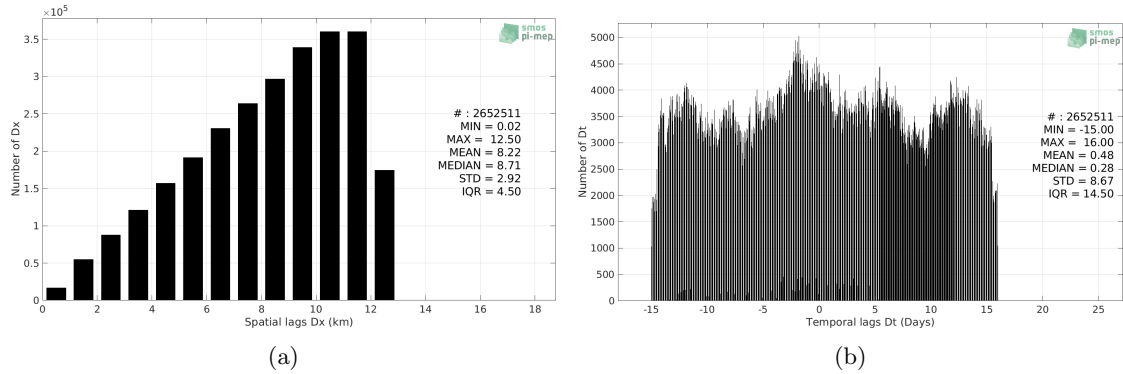 ×10⁵
smos
pi-mep
3.5
3
2.5
2
1.5
1
0.5
0
Number of Dx
# : 2652511
MIN = 0.02
MAX = 12.50
MEAN = 8.22
MEDIAN = 8.71
STD = 2.92
IQR = 4.50
0 2 4 6 8 10 12 14 16 18
Spatial lags Dx (km)
(a)
smos
pi-mep
5000
4500
4000
3500
3000
2500
2000
1500
1000
500
0
Number of Dt
# : 2652511
MIN = -15.00
MAX = 16.00
MEAN = 0.48
MEDIAN = 0.28
STD = 8.67
IQR = 14.50
-15 -10 -5 0 5 10 15 20 25
Temporal lags Dt (Days)
(b)